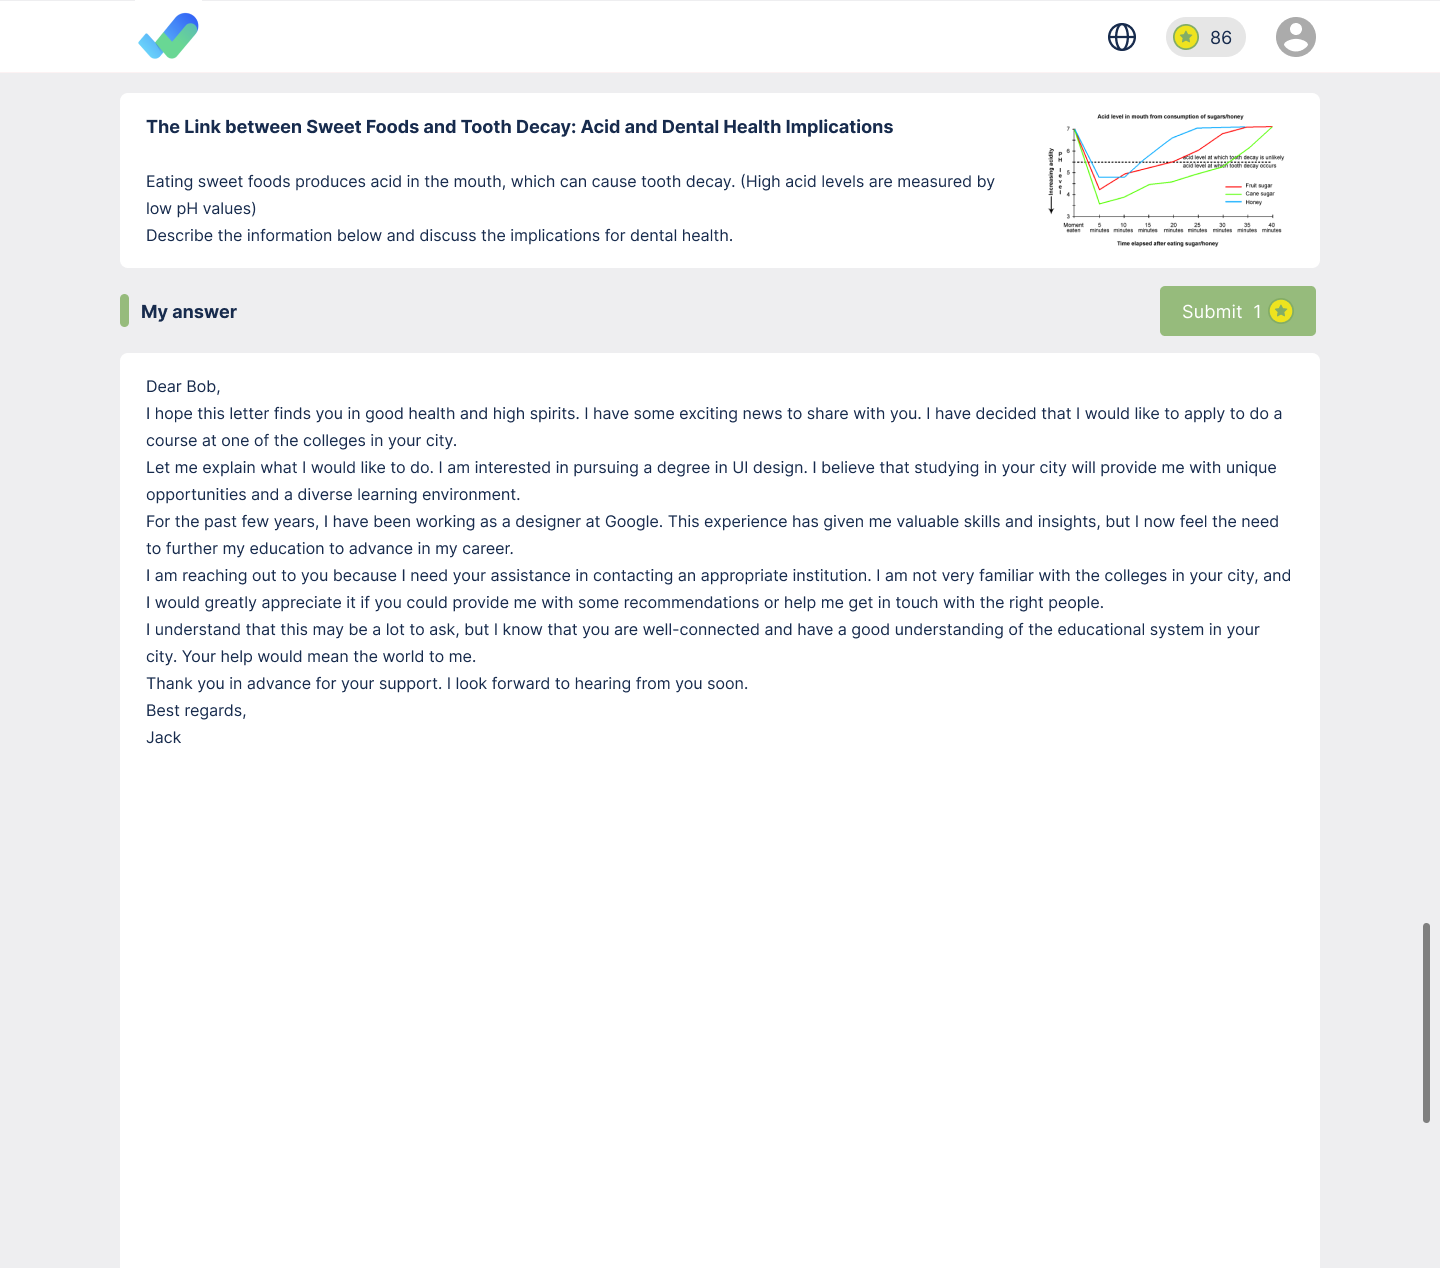 86
The Link between Sweet Foods and Tooth Decay: Acid and Dental Health Implications
Eating sweet foods produces acid in the mouth, which can cause tooth decay. (High acid levels are measured by
low pH values)
Describe the information below and discuss the implications for dental health.
Acid level in mouth from consumption of sugars/honey
7
6
5
4
3
PH level
Increasing acidity
acid level at which tooth decay is unlikely
acid level at which tooth decay occurs
Fruit sugar
Cane sugar
Honey
Moment eaten
5 minutes
10 minutes
15 minutes
20 minutes
25 minutes
30 minutes
35 minutes
40 minutes
Time elapsed after eating sugar/honey
My answer
Submit 1
Dear Bob,
I hope this letter finds you in good health and high spirits. I have some exciting news to share with you. I have decided that I would like to apply to do a
course at one of the colleges in your city.
Let me explain what I would like to do. I am interested in pursuing a degree in UI design. I believe that studying in your city will provide me with unique
opportunities and a diverse learning environment.
For the past few years, I have been working as a designer at Google. This experience has given me valuable skills and insights, but I now feel the need
to further my education to advance in my career.
I am reaching out to you because I need your assistance in contacting an appropriate institution. I am not very familiar with the colleges in your city, and
I would greatly appreciate it if you could provide me with some recommendations or help me get in touch with the right people.
I understand that this may be a lot to ask, but I know that you are well-connected and have a good understanding of the educational system in your
city. Your help would mean the world to me.
Thank you in advance for your support. I look forward to hearing from you soon.
Best regards,
Jack